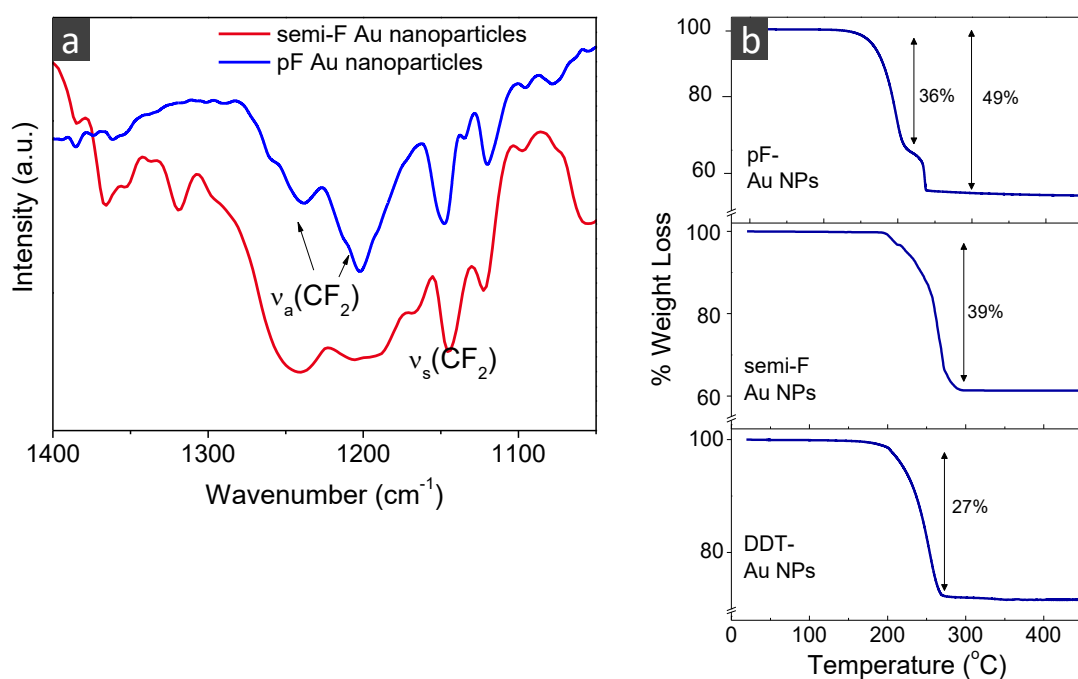 a
semi-F Au nanoparticles
pF Au nanoparticles
Intensity (a.u.)
νa(CF2)
νs(CF2)
1400
1300
1200
1100
Wavenumber (cm-1)
b
% Weight Loss
100
80
60
36%
49%
pF-
Au NPs
100
80
60
39%
semi-F
Au NPs
100
80
27%
DDT-
Au NPs
0
100
200
300
400
Temperature (oC)